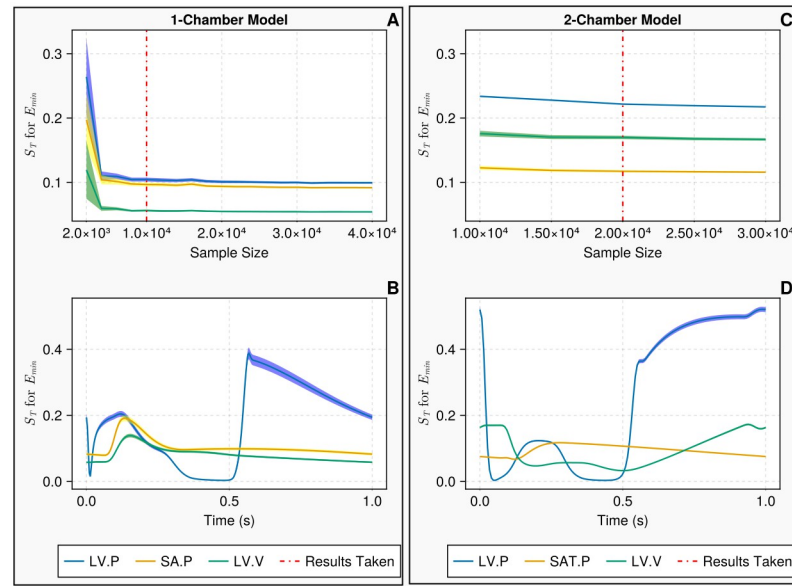 1-Chamber Model
A
0.3
0.2
0.1
S_T for E_min
2.0×10³
1.0×10⁴
2.0×10⁴
3.0×10⁴
4.0×10⁴
Sample Size
B
0.4
0.2
0.0
S_T for E_min
0.0
0.5
1.0
Time (s)
LV.P
SA.P
LV.V
Results Taken
2-Chamber Model
C
0.3
0.2
0.1
S_T for E_min
1.00×10⁴
1.50×10⁴
2.00×10⁴
2.50×10⁴
3.00×10⁴
Sample Size
D
0.4
0.2
0.0
S_T for E_min
0.0
0.5
1.0
Time (s)
LV.P
SAT.P
LV.V
Results Taken